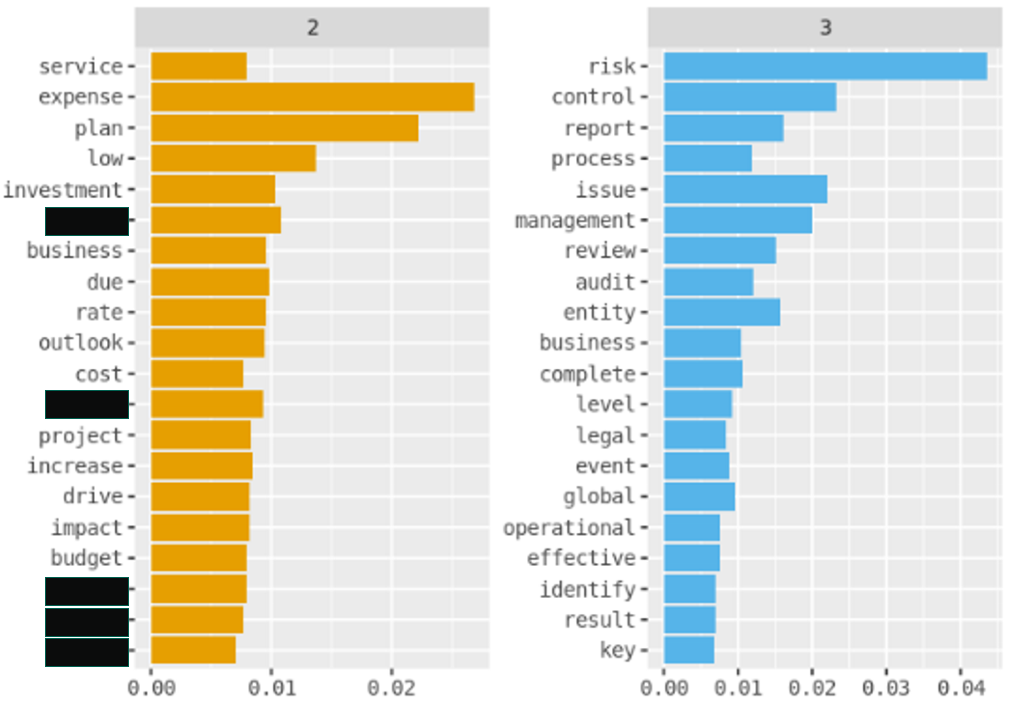 2
service
expense
plan
low
investment
business
due
rate
outlook
cost
project
increase
drive
impact
budget
0.00 0.01 0.02
3
risk
control
report
process
issue
management
review
audit
entity
business
complete
level
legal
event
global
operational
effective
identify
result
key
0.00 0.01 0.02 0.03 0.04